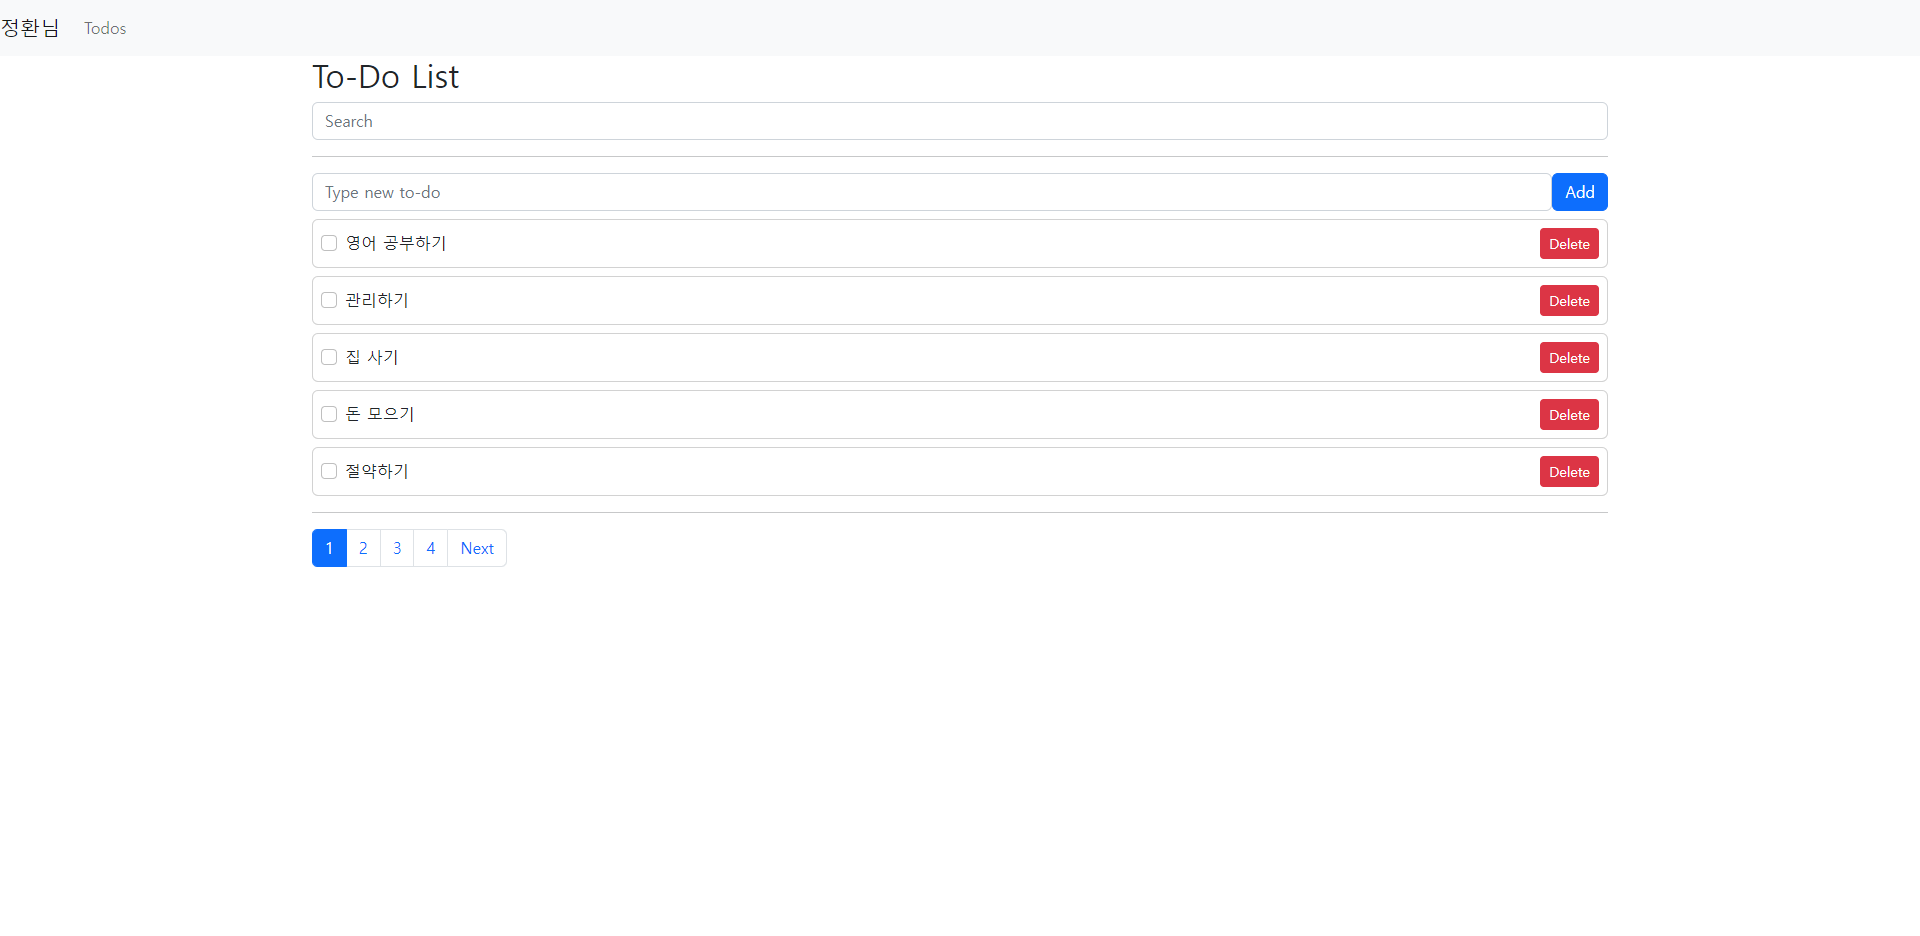 정환님 Todos
To-Do List
Search
Type new to-do Add
영어 공부하기 Delete
관리하기 Delete
집 사기 Delete
돈 모으기 Delete
절약하기 Delete
1 2 3 4 Next